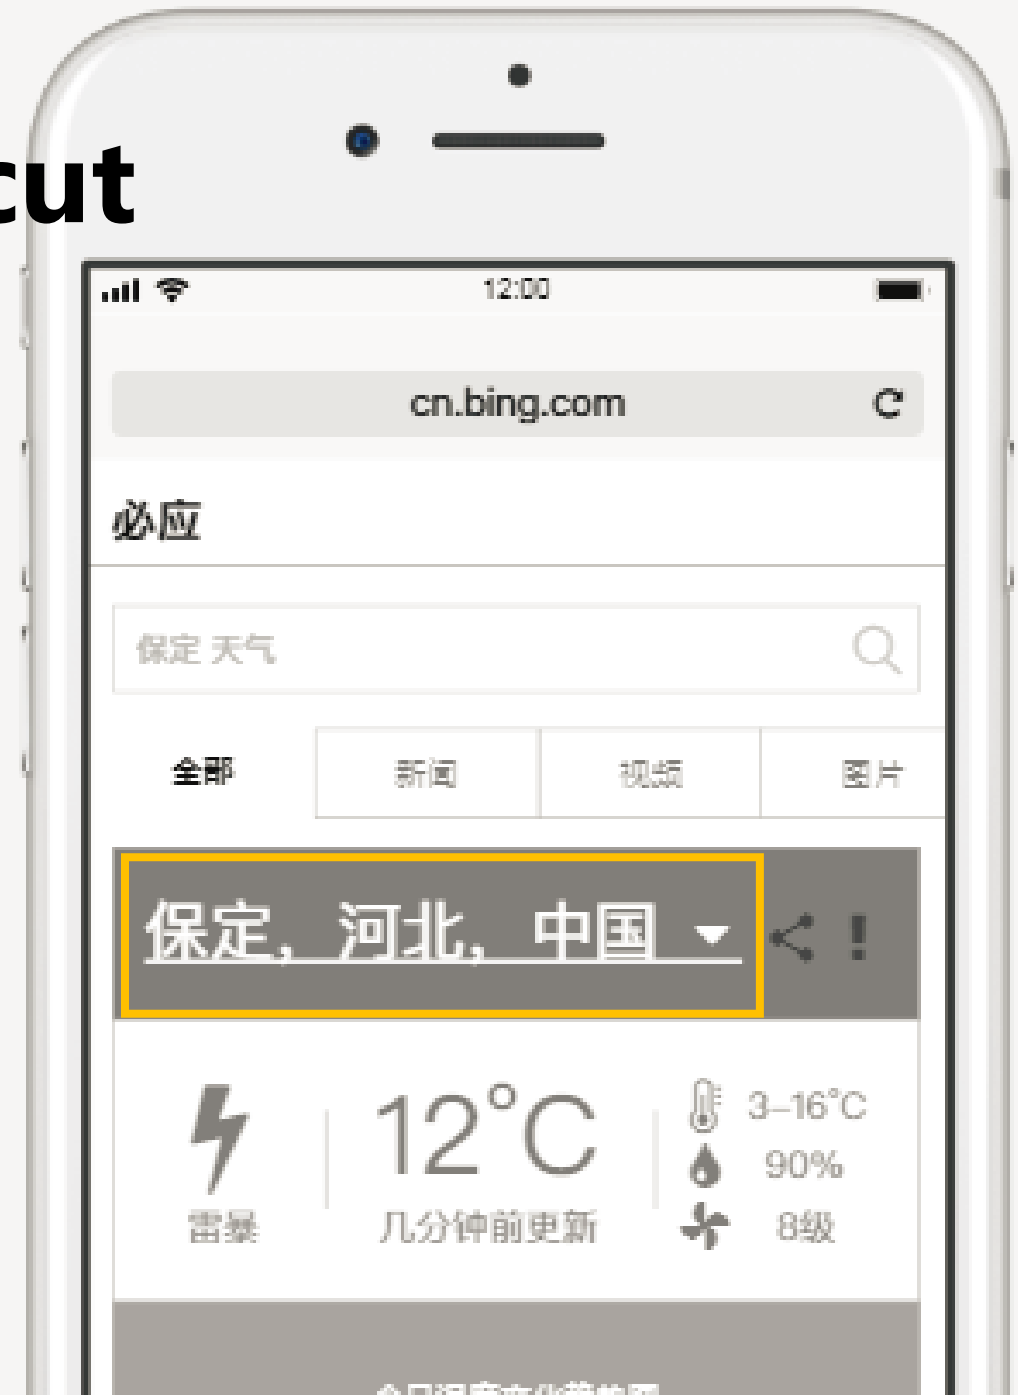 cut
12:00
cn.bing.com
必应
保定 天气
全部 新闻 视频 图片
保定，河北，中国
12°C 3–16°C
90%
雷暴 几分钟前更新 8级